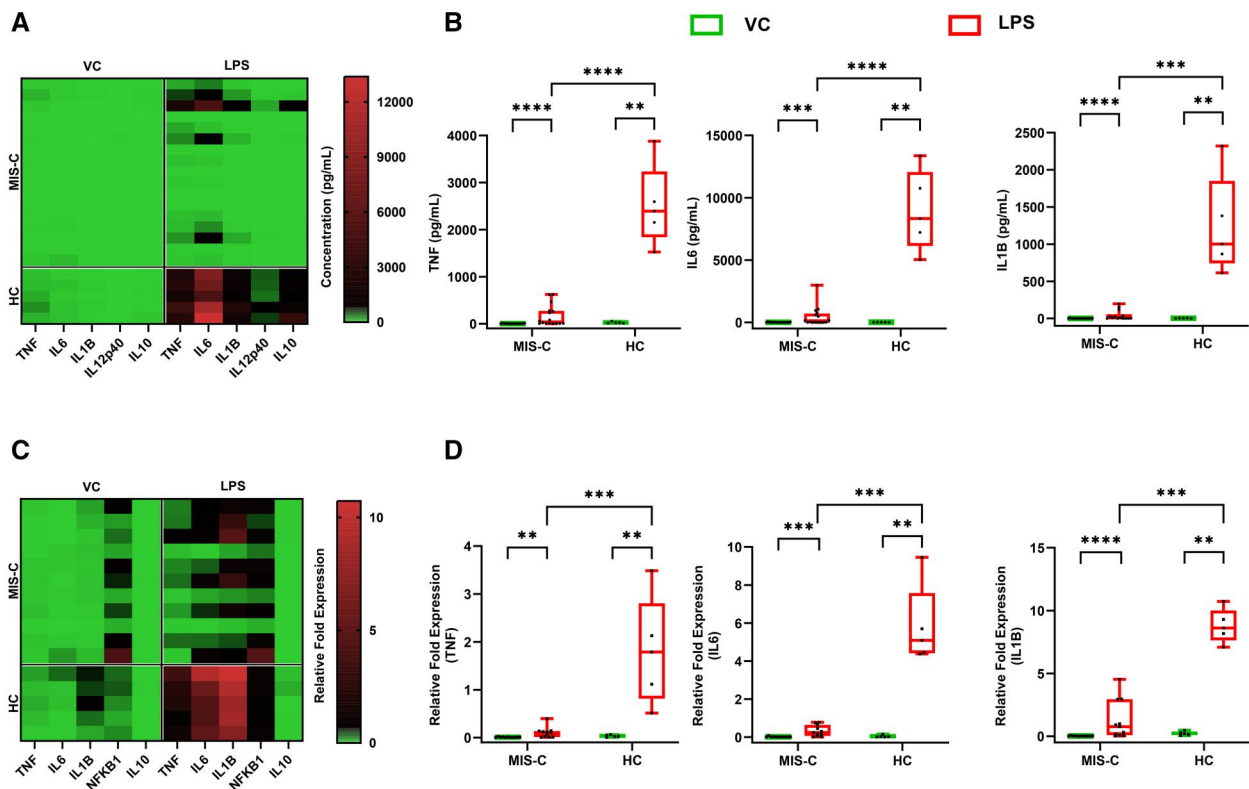 A
VC
LPS
MIS-C
HC
TNF
IL6
IL1B
IL12p40
IL10
TNF
IL6
IL1B
IL12p40
IL10
Concentration (pg/mL)
12000
9000
6000
3000
0
B
VC
LPS
****
****
**
TNF (pg/mL)
4000
3000
2000
1000
0
MIS-C
HC
****
***
**
IL6 (pg/mL)
15000
10000
5000
0
MIS-C
HC
***
****
**
IL1B (pg/mL)
2500
2000
1500
1000
500
0
MIS-C
HC
C
VC
LPS
MIS-C
HC
TNF
IL6
IL1B
NFKB1
IL10
TNF
IL6
IL1B
NFKB1
IL10
Relative Fold Expression
10
5
0
D
***
**
**
Relative Fold Expression
(TNF)
4
3
2
1
0
MIS-C
HC
***
***
**
Relative Fold Expression
(IL6)
10
8
6
4
2
0
MIS-C
HC
***
****
**
Relative Fold Expression
(IL1B)
15
10
5
0
MIS-C
HC